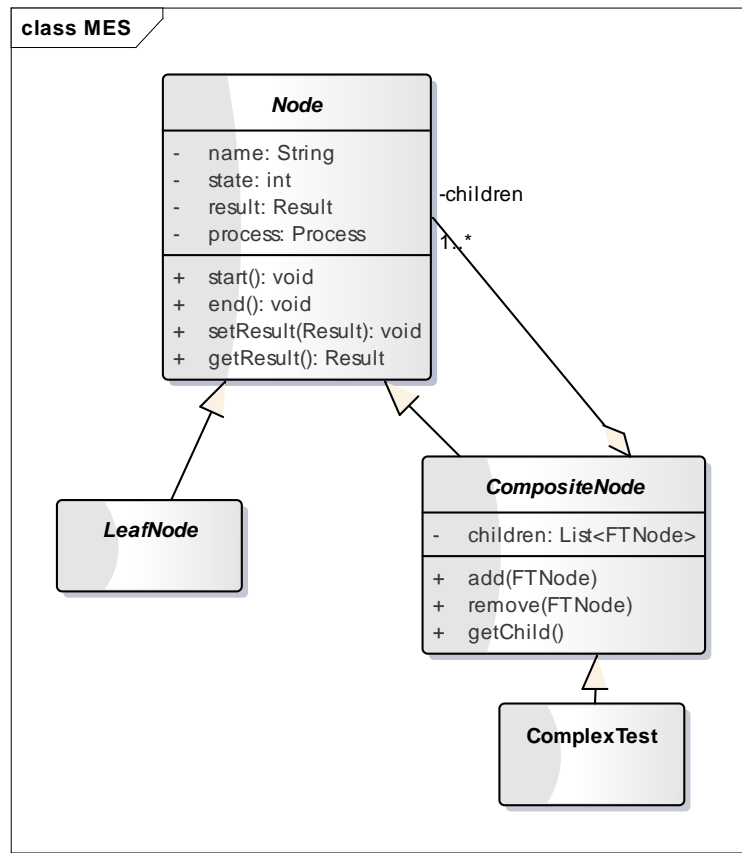 class MES
Node
- name: String
- state: int
- result: Result
- process: Process
+ start(): void
+ end(): void
+ setResult(Result): void
+ getResult(): Result
-children
1..*
LeafNode
CompositeNode
- children: List<FTNode>
+ add(FTNode)
+ remove(FTNode)
+ getChild()
ComplexTest